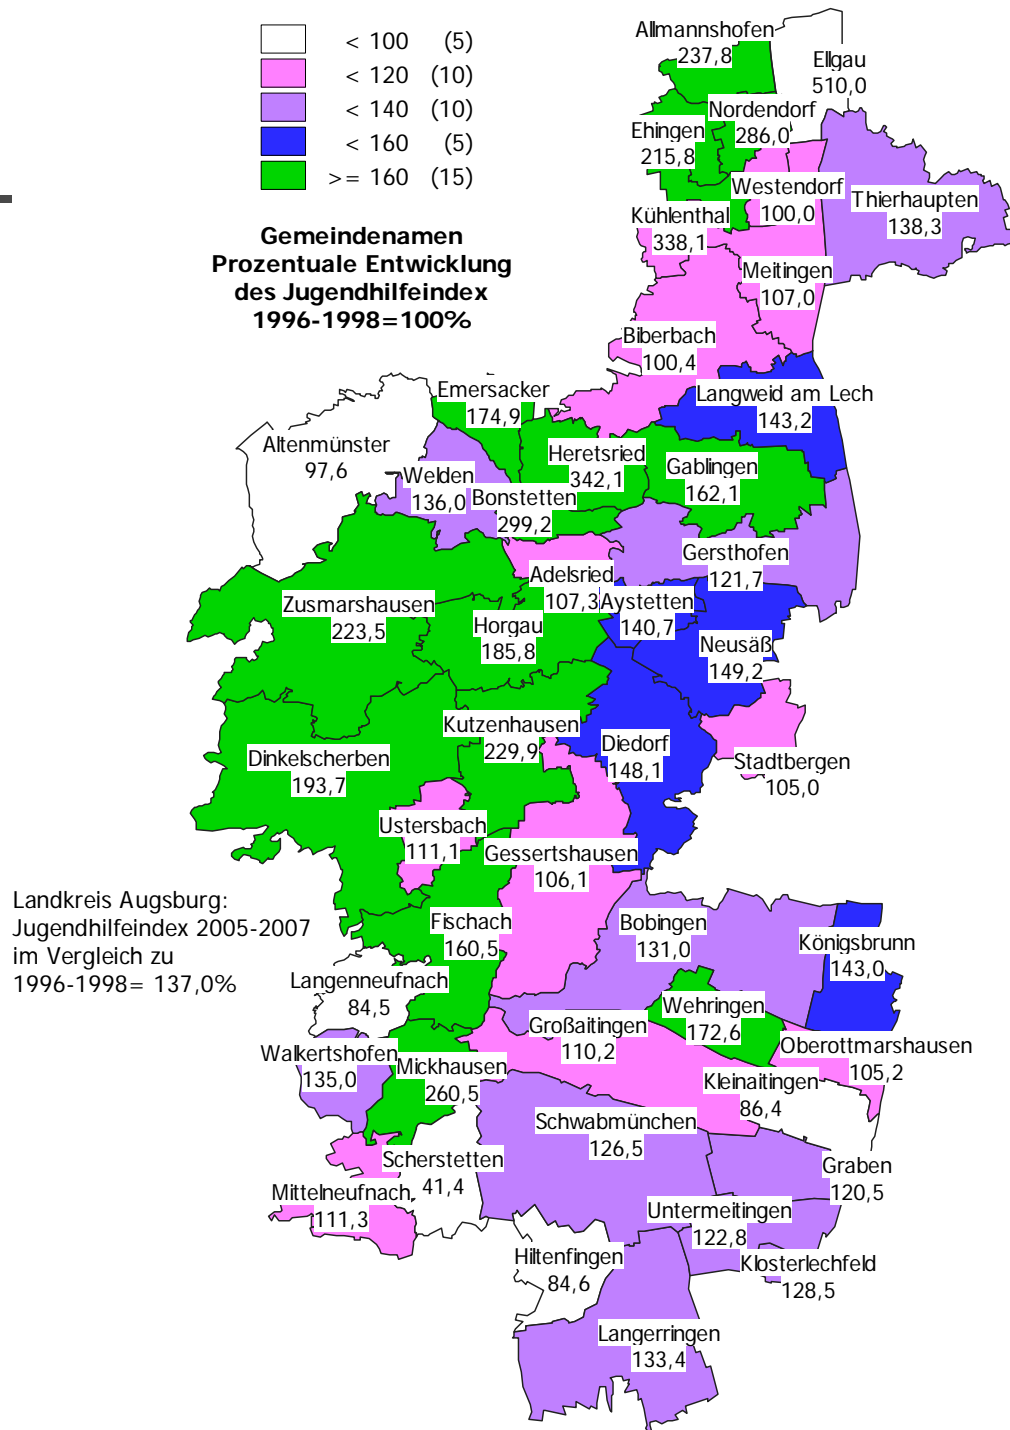 < 100 (5)
< 120 (10)
< 140 (10)
< 160 (5)
>= 160 (15)
Gemeindenamen
Prozentuale Entwicklung
des Jugendhilfeindex
1996-1998=100%
Allmannshofen
237,8
Ellgau
510,0
Nordendorf
286,0
Ehingen
215,8
Westendorf
100,0
Thierhaupten
138,3
Kühlenthal
338,1
Meitingen
107,0
Biberbach
100,4
Langweid am Lech
143,2
Emersacker
174,9
Altenmünster
97,6
Heretsried
342,1
Gablingen
162,1
Welden
136,0
Bonstetten
299,2
Gersthofen
121,7
Adelsried
107,3
Aystetten
140,7
Zusmarshausen
223,5
Horgau
185,8
Neusäß
149,2
Kutzenhausen
229,9
Diedorf
148,1
Dinkelscherben
193,7
Stadtbergen
105,0
Ustersbach
111,1
Gessertshausen
106,1
Landkreis Augsburg:
Jugendhilfeindex 2005-2007
im Vergleich zu
1996-1998= 137,0%
Fischach
160,5
Bobingen
131,0
Königsbrunn
143,0
Langenneufnach
84,5
Wehringen
172,6
Großaitingen
110,2
Oberottmarshausen
105,2
Walkertshofen
135,0
Mickhausen
260,5
Kleinaitingen
86,4
Schwabmünchen
126,5
Scherstetten
41,4
Graben
120,5
Mittelneufnach
111,3
Untermeitingen
122,8
Hiltenfingen
84,6
Klosterlechfeld
128,5
Langerringen
133,4